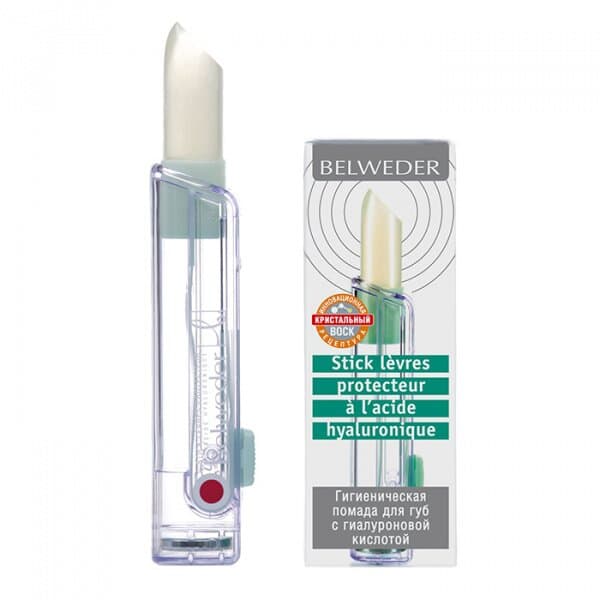 BELWEDER
ИННОВАЦИОННАЯ
КРИСТАЛЬНЫЙ
ВОСК
РЕЦЕПТУРА
Stick lèvres
protecteur
à l'acide
hyaluronique
Гигиеническая
помада для губ
с гиалуроновой
кислотой
Belweder